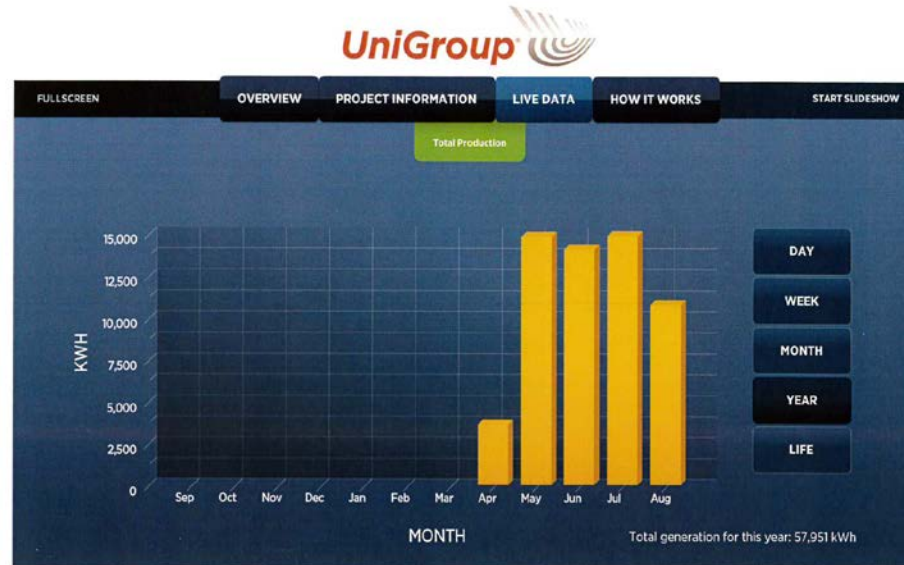 UniGroup
FULLSCREEN
OVERVIEW
PROJECT INFORMATION
LIVE DATA
HOW IT WORKS
START SLIDESHOW
Total Production
15,000
12,500
10,000
7,500
5,000
2,500
0
KWH
Sep Oct Nov Dec Jan Feb Mar Apr May Jun Jul Aug
MONTH
DAY
WEEK
MONTH
YEAR
LIFE
Total generation for this year: 57,951 kWh